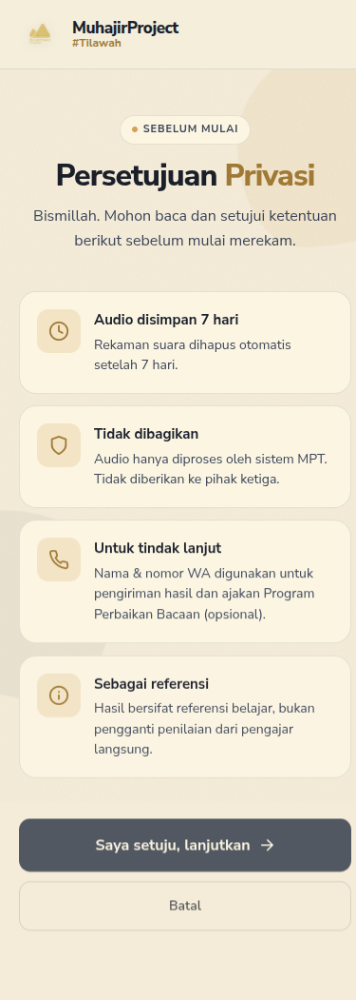 MuhajirProject
#Tilawah
SEBELUM MULAI
Persetujuan Privasi
Bismillah. Mohon baca dan setujui ketentuan
berikut sebelum mulai merekam.
Audio disimpan 7 hari
Rekaman suara dihapus otomatis
setelah 7 hari.
Tidak dibagikan
Audio hanya diproses oleh sistem MPT.
Tidak diberikan ke pihak ketiga.
Untuk tindak lanjut
Nama & nomor WA digunakan untuk
pengiriman hasil dan ajakan Program
Perbaikan Bacaan (opsional).
Sebagai referensi
Hasil bersifat referensi belajar, bukan
pengganti penilaian dari pengajar
langsung.
Saya setuju, lanjutkan →
Batal